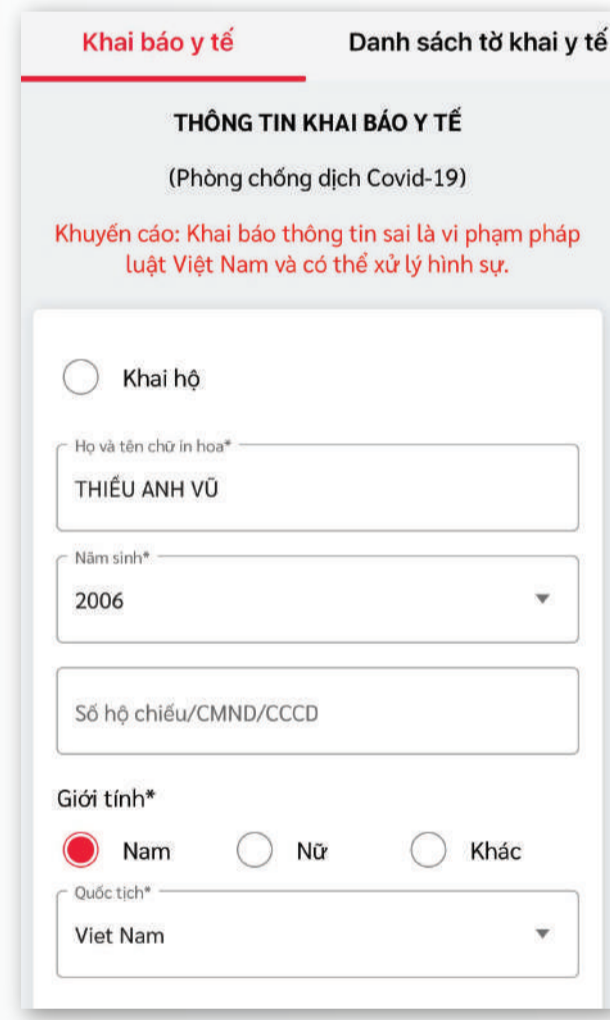 Khai báo y tế
Danh sách tờ khai y tế
THÔNG TIN KHAI BÁO Y TẾ
(Phòng chống dịch Covid-19)
Khuyến cáo: Khai báo thông tin sai là vi phạm pháp
luật Việt Nam và có thể xử lý hình sự.
Khai hộ
Họ và tên chữ in hoa*
THIẾU ANH VŨ
Năm sinh*
2006
Số hộ chiếu/CMND/CCCD
Giới tính*
Nam
Nữ
Khác
Quốc tịch*
Viet Nam